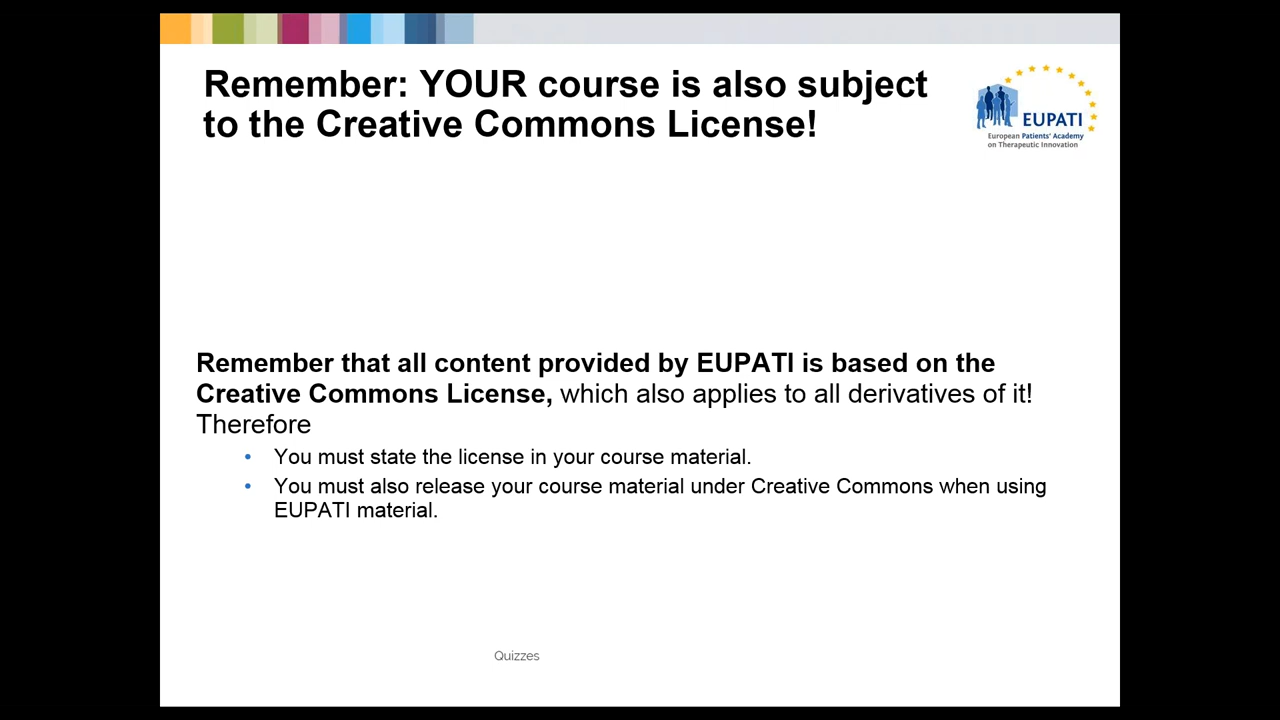 Remember: YOUR course is also subject
to the Creative Commons License!
EUPATI
European Patients' Academy
on Therapeutic Innovation
Remember that all content provided by EUPATI is based on the
Creative Commons License, which also applies to all derivatives of it!
Therefore
• You must state the license in your course material.
• You must also release your course material under Creative Commons when using
EUPATI material.
Quizzes